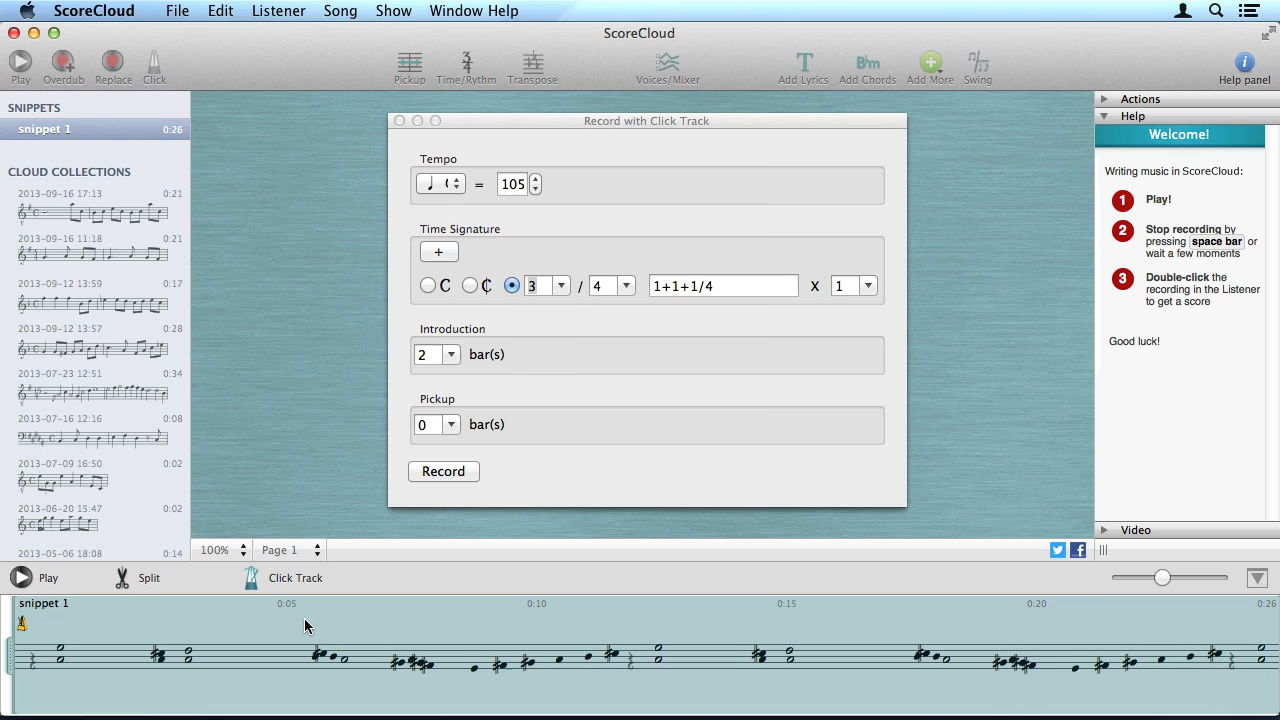 ScoreCloud File Edit Listener Song Show Window Help
ScoreCloud
Play Overdub Replace Click Pickup Time/Rythm Transpose Voices/Mixer Add Lyrics Add Chords Add More Swing Help panel
SNIPPETS
snippet 1 0:26
CLOUD COLLECTIONS
2013-09-16 17:13 0:21
2013-09-16 11:18 0:21
2013-09-12 13:59 0:17
2013-09-12 13:57 0:28
2013-07-23 12:51 0:34
2013-07-16 12:16 0:08
2013-07-09 16:50 0:02
2013-06-20 15:47 0:02
2013-05-06 18:08 0:14
Record with Click Track
Tempo
= 105
Time Signature
+
3 / 4 1+1+1/4 X 1
Introduction
2 bar(s)
Pickup
0 bar(s)
Record
Actions
Help
Welcome!
Writing music in ScoreCloud:
1 Play!
2 Stop recording by
pressing space bar or
wait a few moments
3 Double-click the
recording in the Listener
to get a score
Good luck!
Video
100% Page 1
Play Split Click Track
snippet 1 0:05 0:10 0:15 0:20 0:26